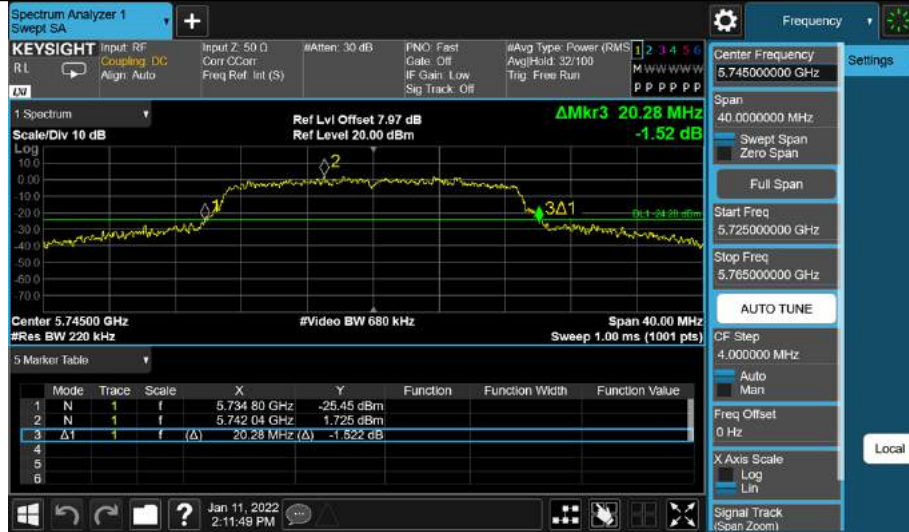 Spectrum Analyzer 1
Swept SA
+
Frequency
KEYSIGHT
RL
LXI
Input: RF
Coupling: DC
Align: Auto
Input Z: 50 Ω
Corr CCorr
Freq Ref: Int (S)
#Atten: 30 dB
PNO: Fast
Gate: Off
IF Gain: Low
Sig Track: Off
#Avg Type: Power (RMS
Avg|Hold: 32/100
Trig: Free Run
1 2 3 4 5 6
M W W W W W
P P P P P P
Center Frequency
5.745000000 GHz
Settings
Span
40.0000000 MHz
Swept Span
Zero Span
Full Span
Start Freq
5.725000000 GHz
Stop Freq
5.765000000 GHz
AUTO TUNE
CF Step
4.000000 MHz
Auto
Man
Freq Offset
0 Hz
X Axis Scale
Log
Lin
Signal Track
(Span Zoom)
Local
1 Spectrum
Scale/Div 10 dB
Log
Ref Lvl Offset 7.97 dB
Ref Level 20.00 dBm
ΔMkr3 20.28 MHz
-1.52 dB
10.0
0.00
-10.0
-20.0
-30.0
-40.0
-50.0
-60.0
-70.0
1
2
3Δ1
DL1 -24.28 dBm
Center 5.74500 GHz
#Video BW 680 kHz
Span 40.00 MHz
#Res BW 220 kHz
Sweep 1.00 ms (1001 pts)
5 Marker Table
Mode Trace Scale X Y Function Function Width Function Value
1 N 1 f 5.734 80 GHz -25.45 dBm
2 N 1 f 5.742 04 GHz 1.725 dBm
3 Δ1 1 f (Δ) 20.28 MHz (Δ) -1.522 dB
4
5
6
?
Jan 11, 2022
2:11:49 PM